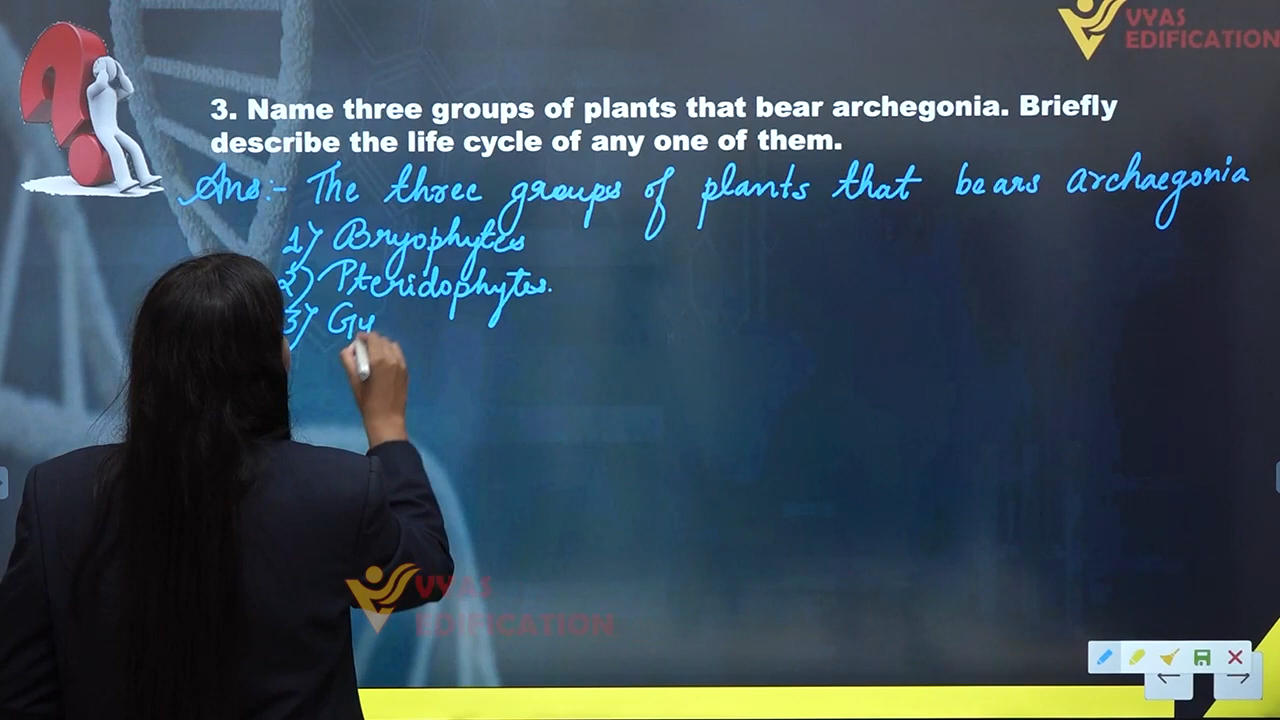 VYAS
EDIFICATION
3. Name three groups of plants that bear archegonia. Briefly
describe the life cycle of any one of them.
Ans:- The three groups of plants that bears archaegonia
1) Bryophytes
2) Pteridophytes.
3) Gy
VYAS
EDIFICATION